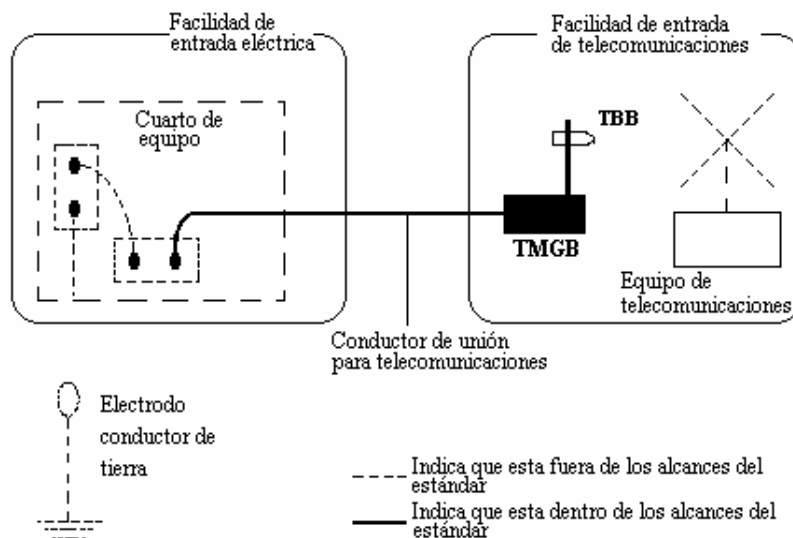 Facilidad de
entrada eléctrica
Facilidad de entrada
de telecomunicaciones
Cuarto de
equipo
TBB
TMGB
Equipo de
telecomunicaciones
Conductor de unión
para telecomunicaciones
Electrodo
conductor de
tierra
Indica que esta fuera de los alcances del
estándar
Indica que esta dentro de los alcances del
estándar